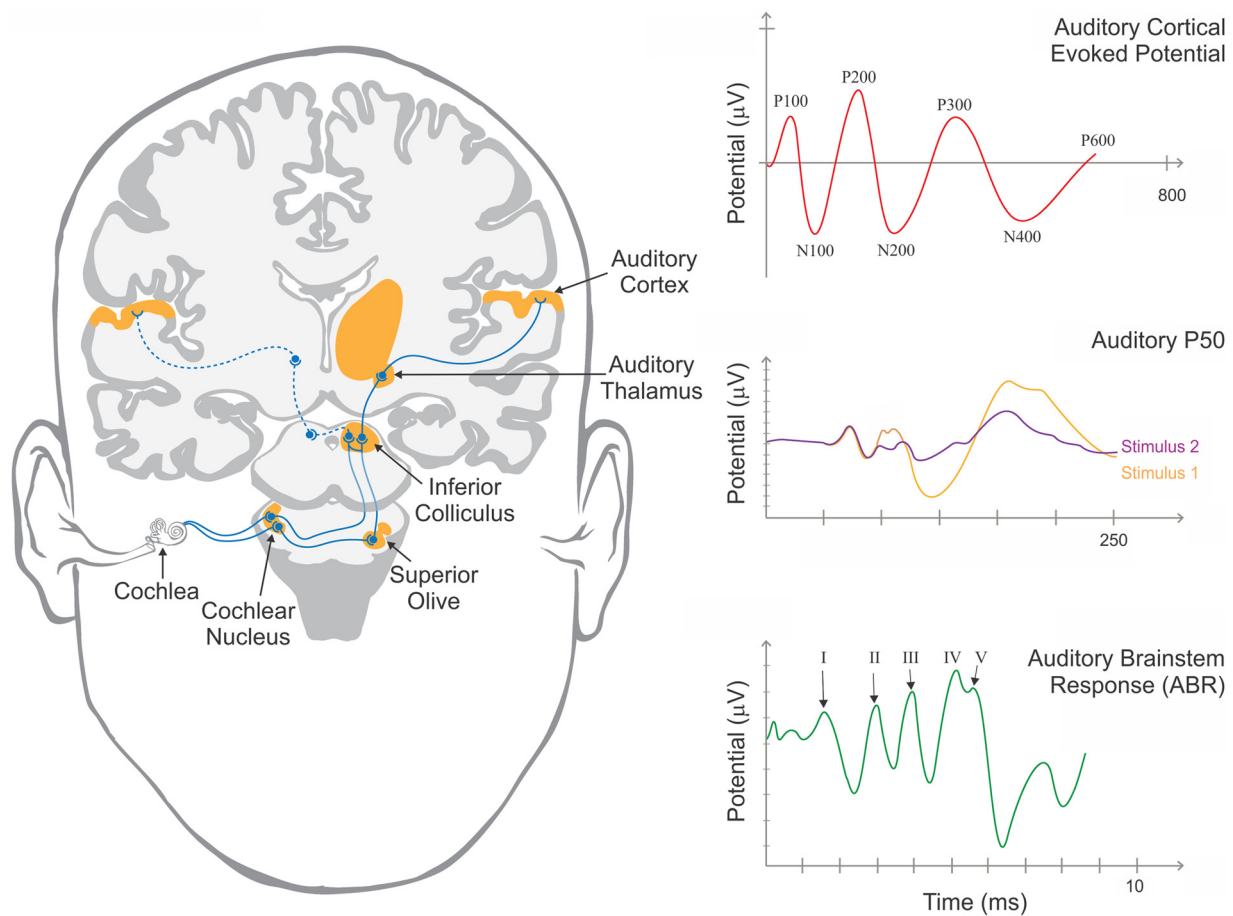 Auditory
Cortex
Auditory
Thalamus
Inferior
Colliculus
Cochlea
Cochlear
Nucleus
Superior
Olive
Auditory Cortical
Evoked Potential
Potential (μV)
P100
P200
P300
P600
N100
N200
N400
800
Auditory P50
Potential (μV)
Stimulus 2
Stimulus 1
250
Auditory Brainstem
Response (ABR)
Potential (μV)
I
II
III
IV
V
10
Time (ms)